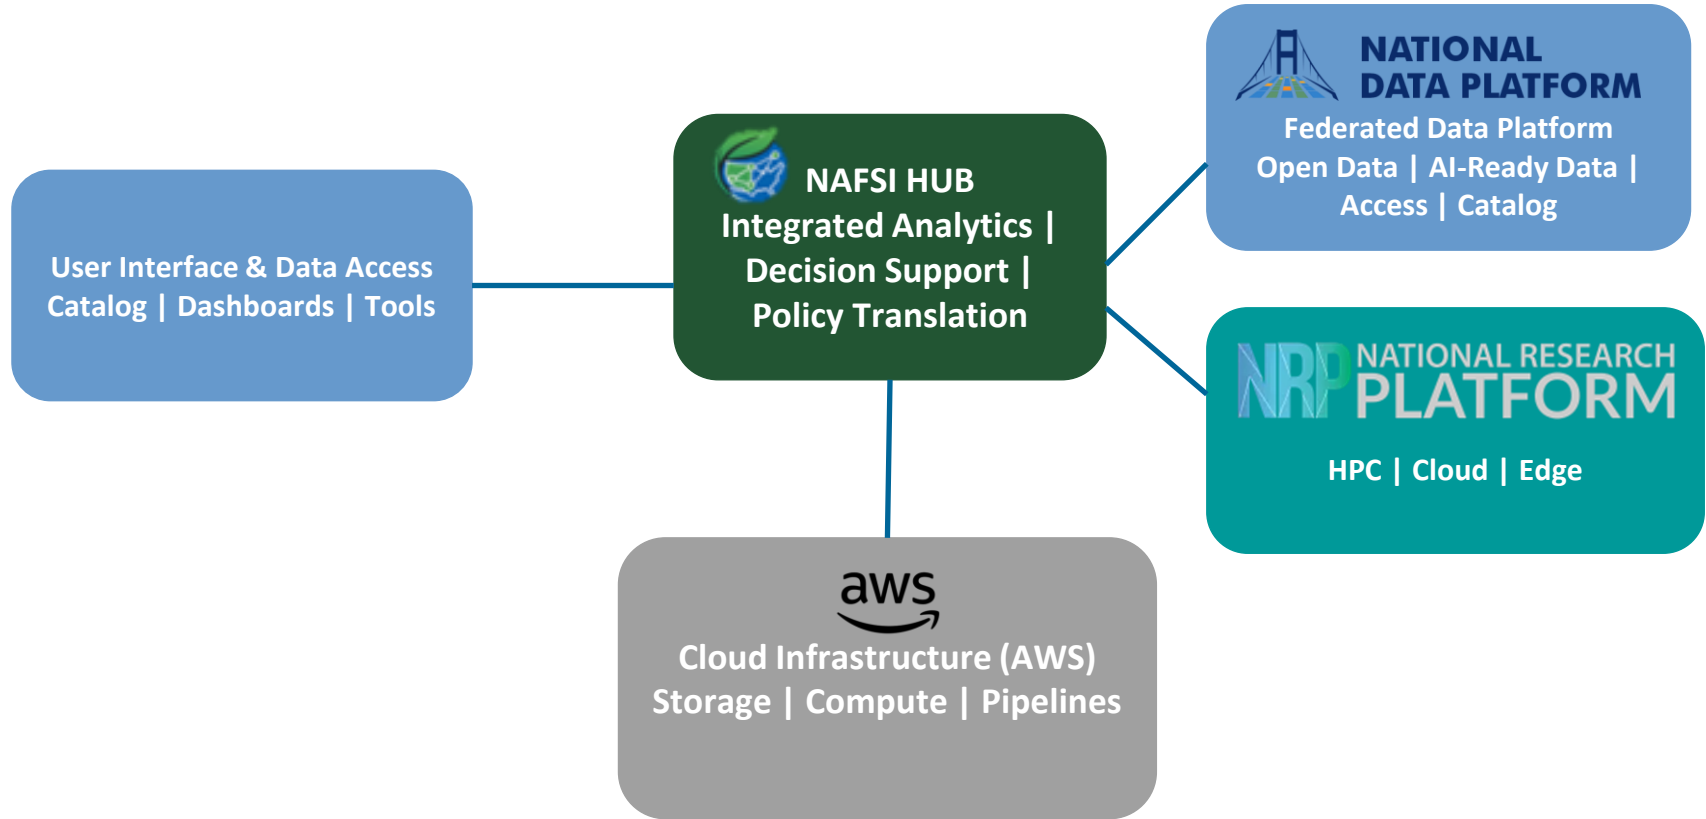 User Interface & Data Access
Catalog | Dashboards | Tools
NAFSI HUB
Integrated Analytics |
Decision Support |
Policy Translation
NATIONAL
DATA PLATFORM
Federated Data Platform
Open Data | AI-Ready Data |
Access | Catalog
NRP NATIONAL RESEARCH
PLATFORM
HPC | Cloud | Edge
aws
Cloud Infrastructure (AWS)
Storage | Compute | Pipelines